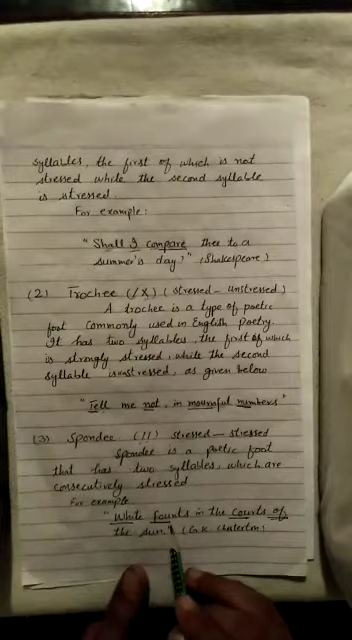 syllables, the first of which is not
stressed while the second syllable
is stressed.
For example:
"Shall I compare thee to a
summer's day?" (Shakespeare)
(2) Trochee (/X) (stressed - unstressed)
A trochee is a type of poetic
foot commonly used in English Poetry.
It has two syllables, the first of which
is strongly stressed, while the second
syllable is unstressed, as given below
"Tell me not, in mournful numbers"
(3) Spondee (//) stressed - stressed
Spondee is a poetic foot
that has two syllables, which are
consecutively stressed
For example
"White founts in the courts of
the sun." (G.K